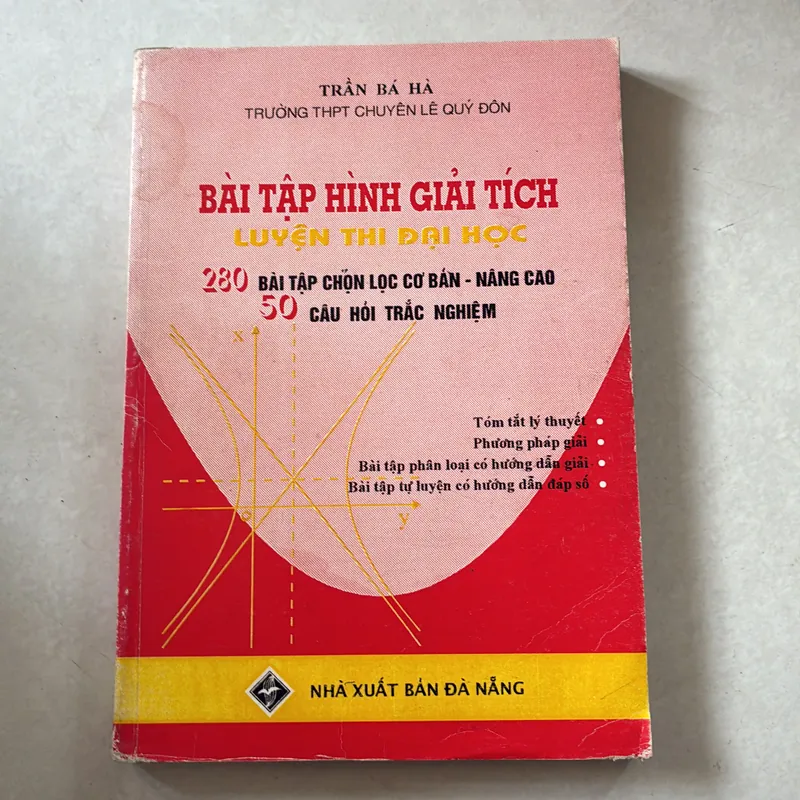 TRẦN BÁ HÀ
TRƯỜNG THPT CHUYÊN LÊ QUÝ ĐÔN
BÀI TẬP HÌNH GIẢI TÍCH
LUYỆN THI ĐẠI HỌC
280 BÀI TẬP CHỌN LỌC CƠ BẢN - NÂNG CAO
50 CÂU HỎI TRẮC NGHIỆM
x
Tóm tắt lý thuyết
Phương pháp giải
Bài tập phân loại có hướng dẫn giải
Bài tập tự luyện có hướng dẫn đáp số
O
y
NHÀ XUẤT BẢN ĐÀ NẴNG